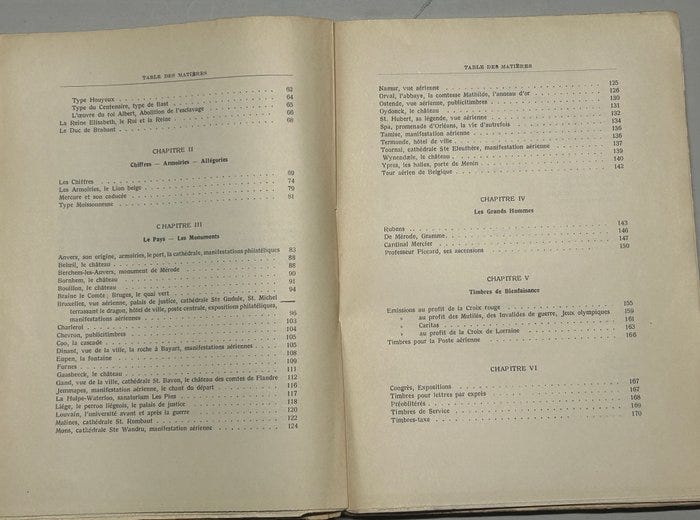 TABLE DES MATIÈRES
Type Houyoux 62
Type du Centenaire, type de Bast 64
L'œuvre du roi Albert, Abolition de l'esclavage 65
La Reine Elisabeth, le Roi et la Reine 66
Le Duc de Brabant 68
CHAPITRE II
Chiffres — Armoiries — Allégories
Les Chiffres 69
Les Armoiries, le Lion belge 74
Mercure et son caducée 79
Type Moissonneuse 81
CHAPITRE III
Le Pays — Les Monuments
Anvers, son origine, armoiries, le port, la cathédrale, manifestations philatéliques 83
Belœil, le château 88
Berchem-les-Anvers, monument de Mérode 88
Bornhem, le château 90
Bouillon, le château 91
Braine le Comte; Bruges, le quai vert 94
Bruxelles, vue aérienne, palais de justice, cathédrale Ste Gudule, St. Michel
terrassant le dragon, hôtel de ville, poste centrale, expositions philatéliques,
manifestations aériennes 96
Charleroi 103
Chevron, publicitimbres 104
Coo, la cascade 105
Dinant, vue de la ville, la roche à Bayart, manifestations aériennes 105
Eupen, la fontaine 108
Furnes 109
Gaesbeeck, le château 111
Gand, vue de la ville, cathédrale St. Bavon, le château des comtes de Flandre 112
Jemmapes, manifestation aérienne, le chant du départ 116
La Hulpe-Waterloo, sanatorium Les Pins 117
Liége, le perron liégeois, le palais de justice 118
Louvain, l'université avant et après la guerre 120
Malines, cathédrale St. Rombaut 122
Mons, cathédrale Ste Waudru, manifestation aérienne 124
TABLE DES MATIÈRES
Namur, vue aérienne 125
Orval, l'abbaye, la comtesse Mathilde, l'anneau d'or 126
Ostende, vue aérienne, publicitimbres 130
Oydonck, le château 131
St. Hubert, sa légende, vue aérienne 132
Spa, promenade d'Orléans, la vie d'autrefois 134
Tamise, manifestation aérienne 136
Termonde, hôtel de ville 136
Tournai, cathédrale Ste Eleuthère, manifestation aérienne 137
Wynendaele, le château 139
Ypres, les halles, porte de Menin 140
Tour aérien de Belgique 142
CHAPITRE IV
Les Grands Hommes
Rubens 143
De Mérode, Gramme 146
Cardinal Mercier 147
Professeur Piccard, ses ascensions 150
CHAPITRE V
Timbres de Bienfaisance
Emissions au profit de la Croix rouge 155
» au profit des Mutilés, des Invalides de guerre, Jeux olympiques 159
» Caritas 161
» au profit de la Croix de Lorraine 163
Timbres pour la Poste aérienne 166
CHAPITRE VI
Congrès, Expositions 167
Timbres pour lettres par exprès 167
Préoblitérés 168
Timbres de Service 169
Timbres-taxe 170